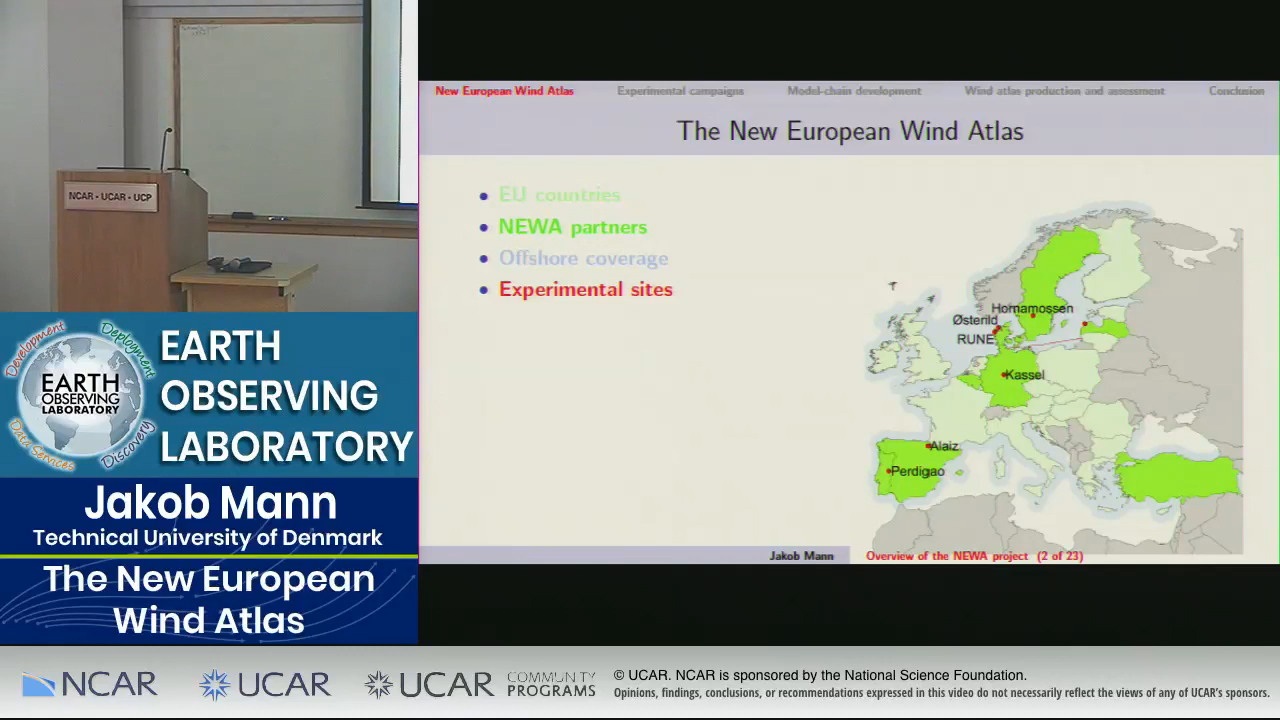 NCAR • UCAR • UCP
New European Wind Atlas
Experimental campaigns
Model-chain development
Wind atlas production and assessment
Conclusion
The New European Wind Atlas
EU countries
NEWA partners
Offshore coverage
Experimental sites
Hornamossen
Østerild
RUNE
Kassel
Alaiz
Perdigao
Jakob Mann
Overview of the NEWA project (2 of 23)
Development
Deployment
EARTH
OBSERVING
LABORATORY
Data Services
Discovery
EARTH
OBSERVING
LABORATORY
Jakob Mann
Technical University of Denmark
The New European
Wind Atlas
NCAR
UCAR
UCAR
COMMUNITY
PROGRAMS
© UCAR. NCAR is sponsored by the National Science Foundation.
Opinions, findings, conclusions, or recommendations expressed in this video do not necessarily reflect the views of any of UCAR's sponsors.